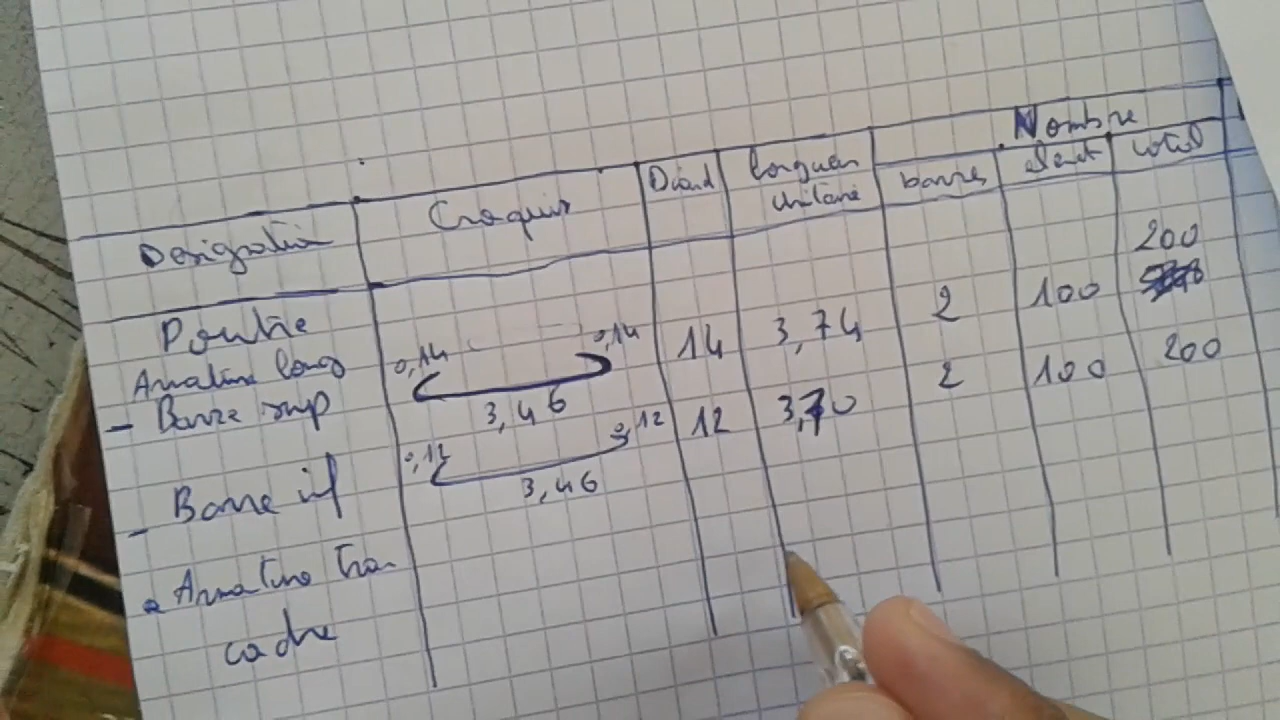 Nombre
Designation Croquis Diam longueur unitaire barres element total
200
Poutre 2 100
Armature long 0,14 0,14 14 3,74
- Barre sup 3,46 2 100 200
0,12 0,12 12 3,70
- Barre inf 3,46
- Armature tran
cadre